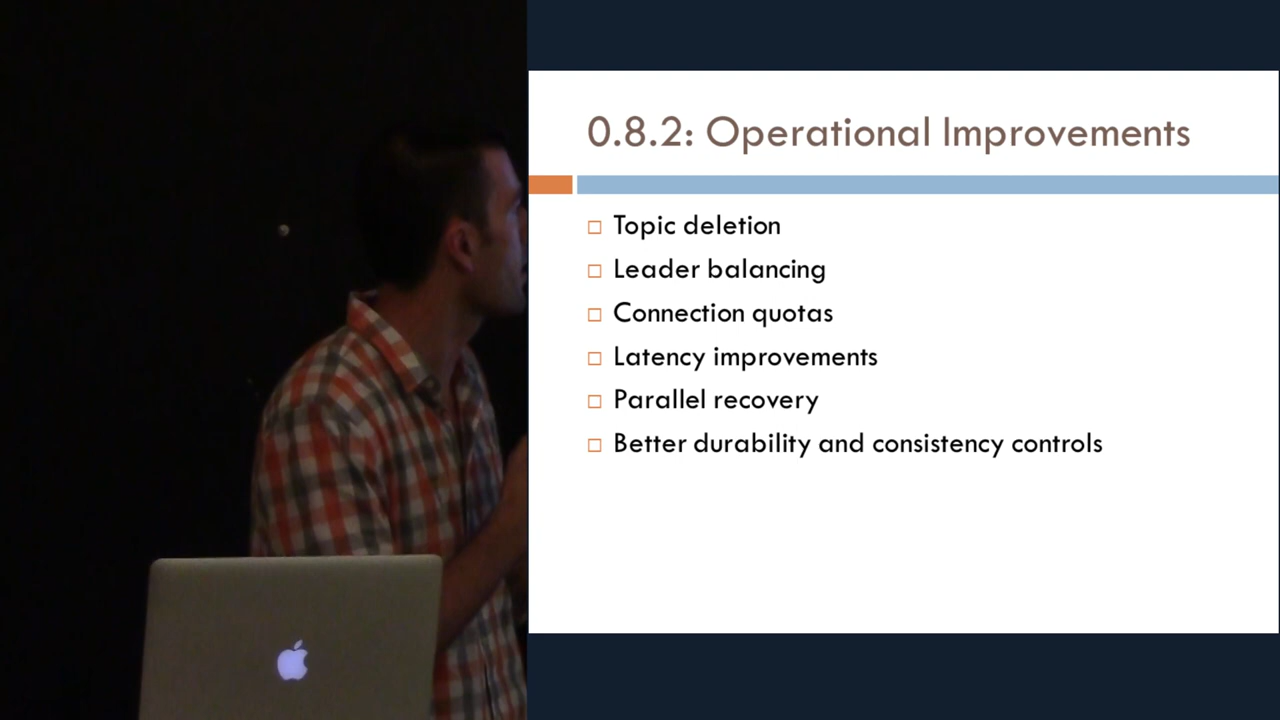 0.8.2: Operational Improvements
Topic deletion
Leader balancing
Connection quotas
Latency improvements
Parallel recovery
Better durability and consistency controls